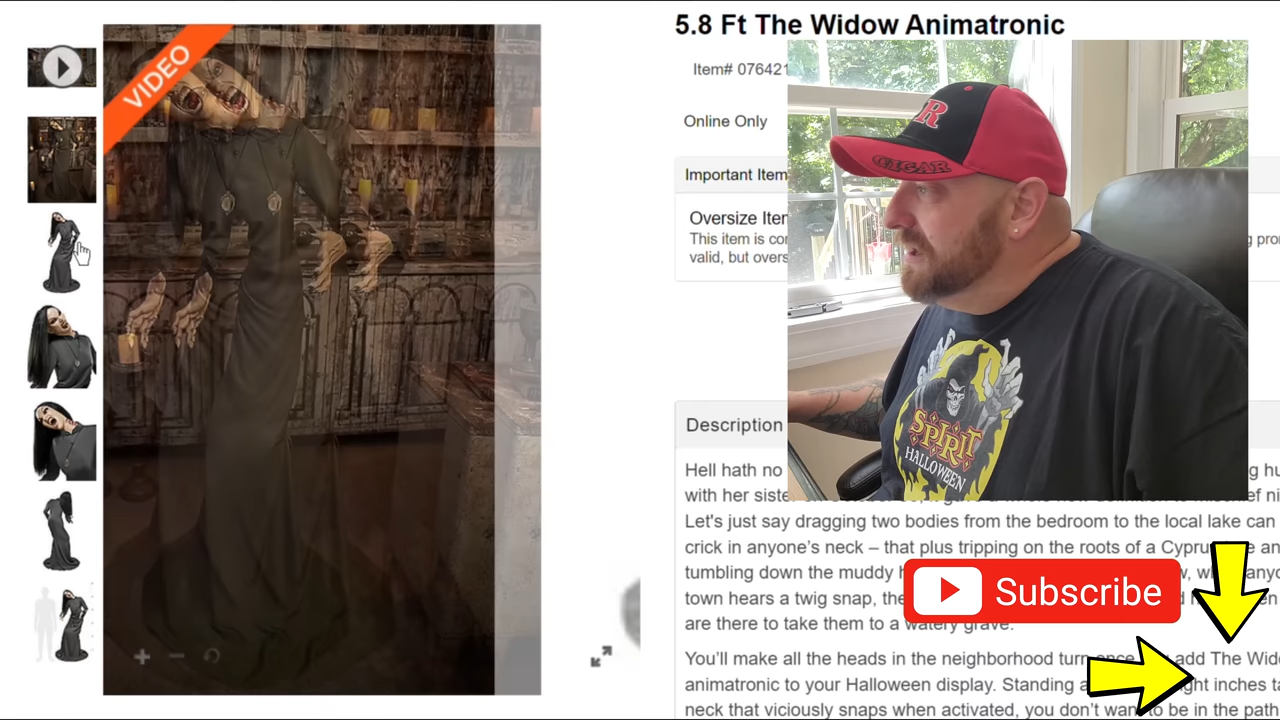 VIDEO
5.8 Ft The Widow Animatronic
Item# 076421
Online Only
Important Item
Oversize Iter
This item is co
valid, but overs
R
CIGAR
SPIRIT
HALLOWEEN
Description
Hell hath no
with her siste
Let's just say dragging two bodies from the bedroom to the local lake can
crick in anyone's neck – that plus tripping on the roots of a
tumbling down the muddy
town hears a twig snap, the
are there to take them to a watery grave.
Subscribe
You'll make all the heads in the neighborhood turn once add The Wid
animatronic to your Halloween display. Standing inches ta
neck that viciously snaps when activated, you don't want to be in the path